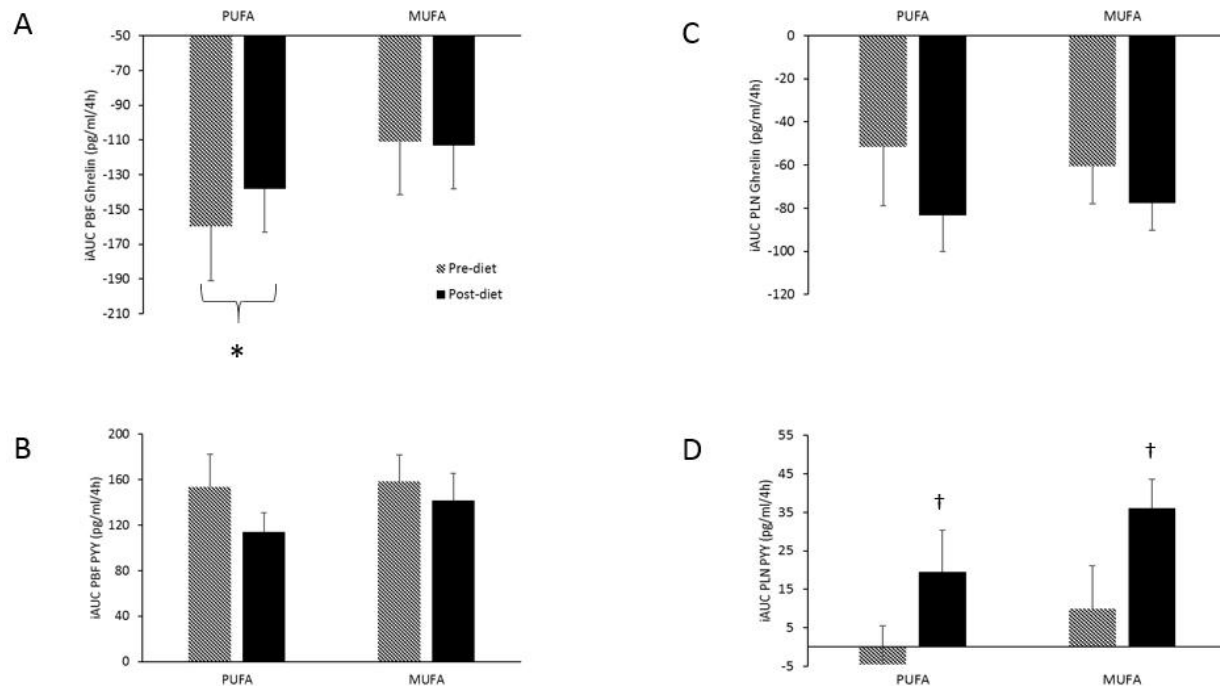 A
PUFA MUFA
iAUC PBF Ghrelin (pg/ml/4h)
-50
-70
-90
-110
-130
-150
-170
-190
-210
Pre-diet
Post-diet
*
C
PUFA MUFA
iAUC PLN Ghrelin (pg/ml/4h)
0
-20
-40
-60
-80
-100
-120
B
iAUC PBF PYY (pg/ml/4h)
200
160
120
80
40
0
PUFA MUFA
D
iAUC PLN PYY (pg/ml/4h)
55
45
35
25
15
5
-5
†
†
PUFA MUFA